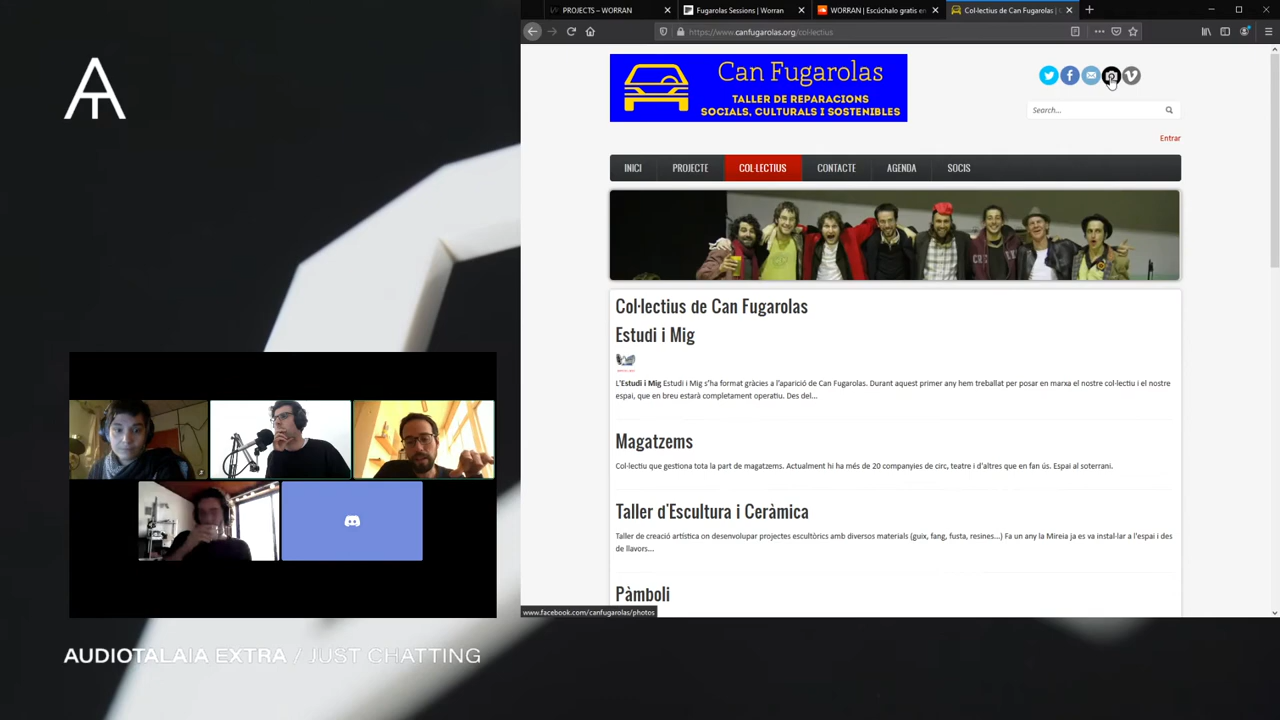 PROJECTS – WORRAN
Fugarolas Sessions | Worran
WORRAN | Escúchalo gratis en
Col·lectius de Can Fugarolas |
https://www.canfugarolas.org/col·lectius
Can Fugarolas
TALLER DE REPARACIONS
SOCIALS, CULTURALS I SOSTENIBLES
Search...
Entrar
INICI PROJECTE COL·LECTIUS CONTACTE AGENDA SOCIS
Col·lectius de Can Fugarolas
Estudi i Mig
L'Estudi i Mig Estudi i Mig s'ha format gràcies a l'aparició de Can Fugarolas. Durant aquest primer any hem treballat per posar en marxa el nostre col·lectiu i el nostre
espai, que en breu estarà completament operatiu. Des del...
Magatzems
Col·lectiu que gestiona tota la part de magatzems. Actualment hi ha més de 20 companyies de circ, teatre i d'altres que en fan ús. Espai al soterrani.
Taller d'Escultura i Ceràmica
Taller de creació artística on desenvolupar projectes escultòrics amb diversos materials (guix, fang, fusta, resines...) Fa un any la Mireia ja es va instal·lar a l'espai i des
de llavors...
Pàmboli
www.facebook.com/canfugarolas/photos
AUDIOTALAIA EXTRA / JUST CHATTING